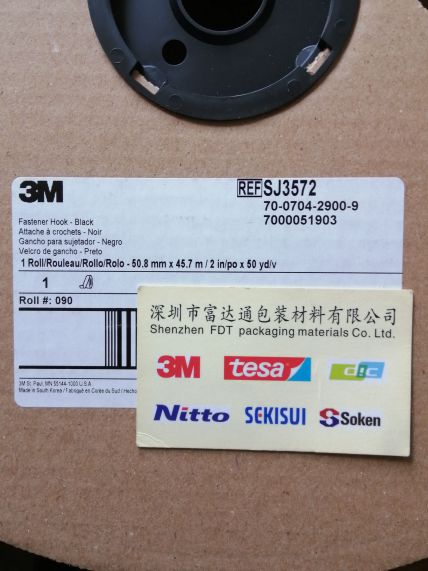 3M
REF SJ3572
70-0704-2900-9
7000051903
Fastener Hook - Black
Attache à crochets - Noir
Gancho para sujetador - Negro
Velcro de gancho - Preto
1 Roll/Rouleau/Rollo/Rolo - 50.8 mm x 45.7 m / 2 in/po x 50 yd/v
1
Roll #: 090
3M St. Paul, MN 55144-1000 U.S.A.
Made in South Korea / Fabriqué en Corée du Sud / Hecho
深圳市富达通包装材料有限公司
Shenzhen FDT packaging materials Co. Ltd.
3M tesa dic
Nitto SEKISUI Soken